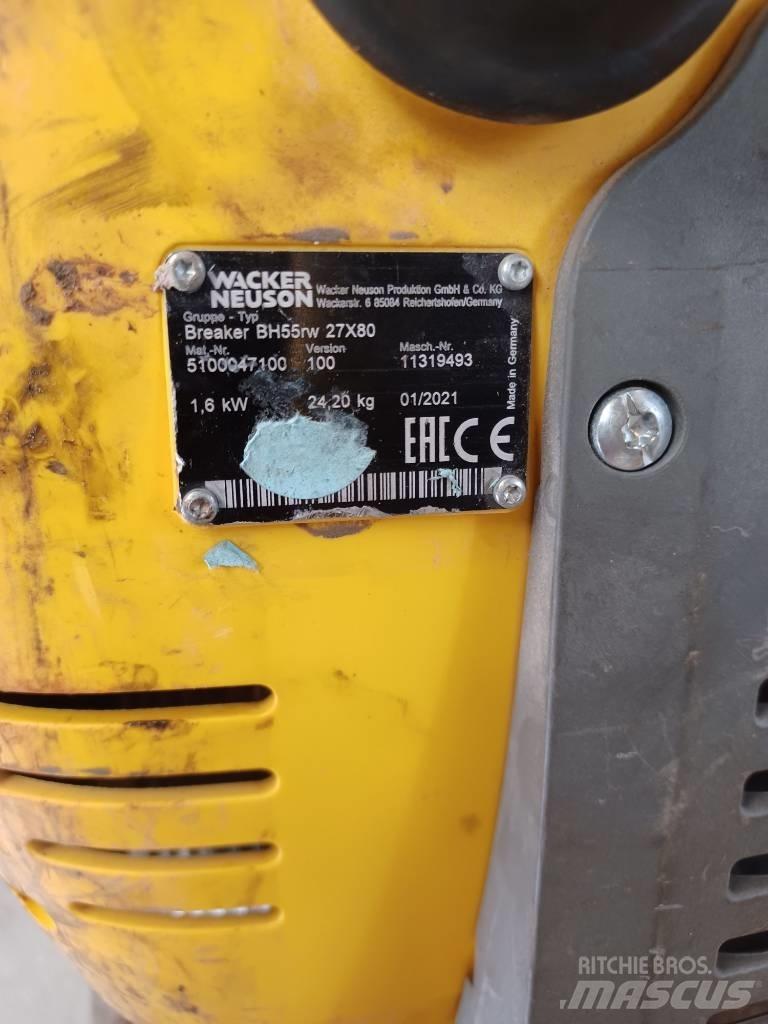 WACKER
NEUSON
Wacker Neuson Produktion GmbH & Co. KG
Wackerstr. 6 85084 Reichertshofen/Germany
Gruppe - Typ
Breaker BH55rw 27X80
Mat.-Nr. Version Masch.-Nr.
5100047100 100 11319493
1,6 kW 24,20 kg 01/2021
Made in Germany
EAC CE
RITCHIE BROS.
MASCUS